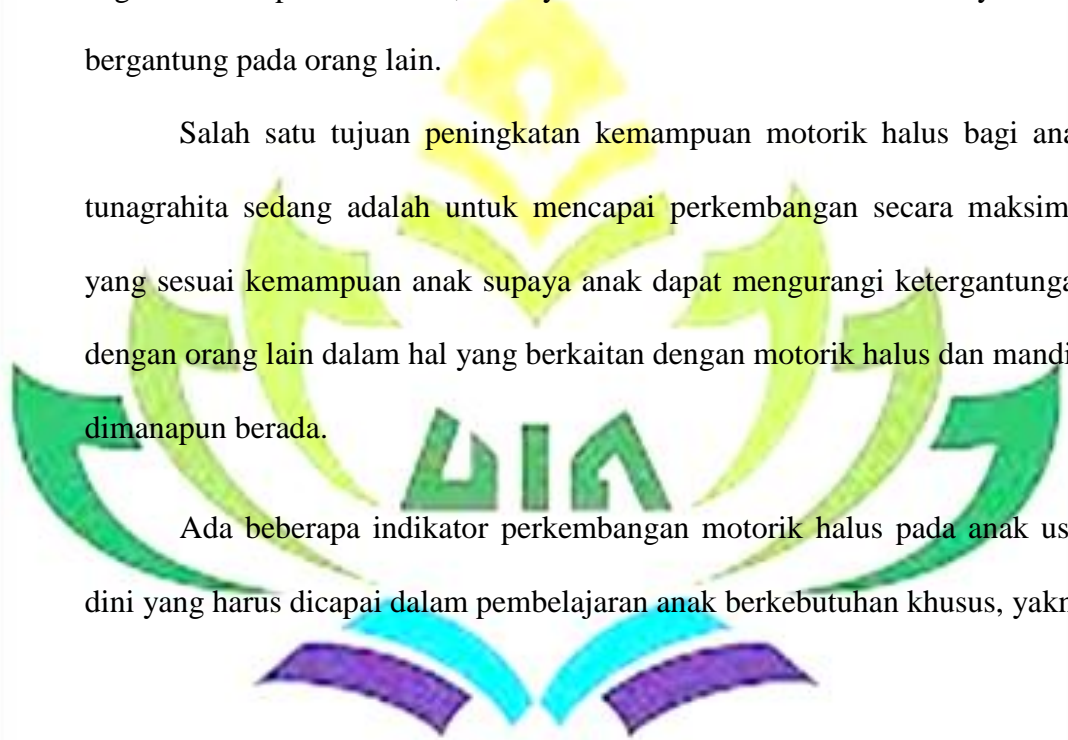 bergantung pada orang lain.
Salah satu tujuan peningkatan kemampuan motorik halus bagi
tunagrahita sedang adalah untuk mencapai perkembangan secara
yang sesuai kemampuan anak supaya anak dapat mengurangi
dengan orang lain dalam hal yang berkaitan dengan motorik halus dan
dimanapun berada.
UIN
Ada beberapa indikator perkembangan motorik halus pada anak
dini yang harus dicapai dalam pembelajaran anak berkebutuhan khusus,